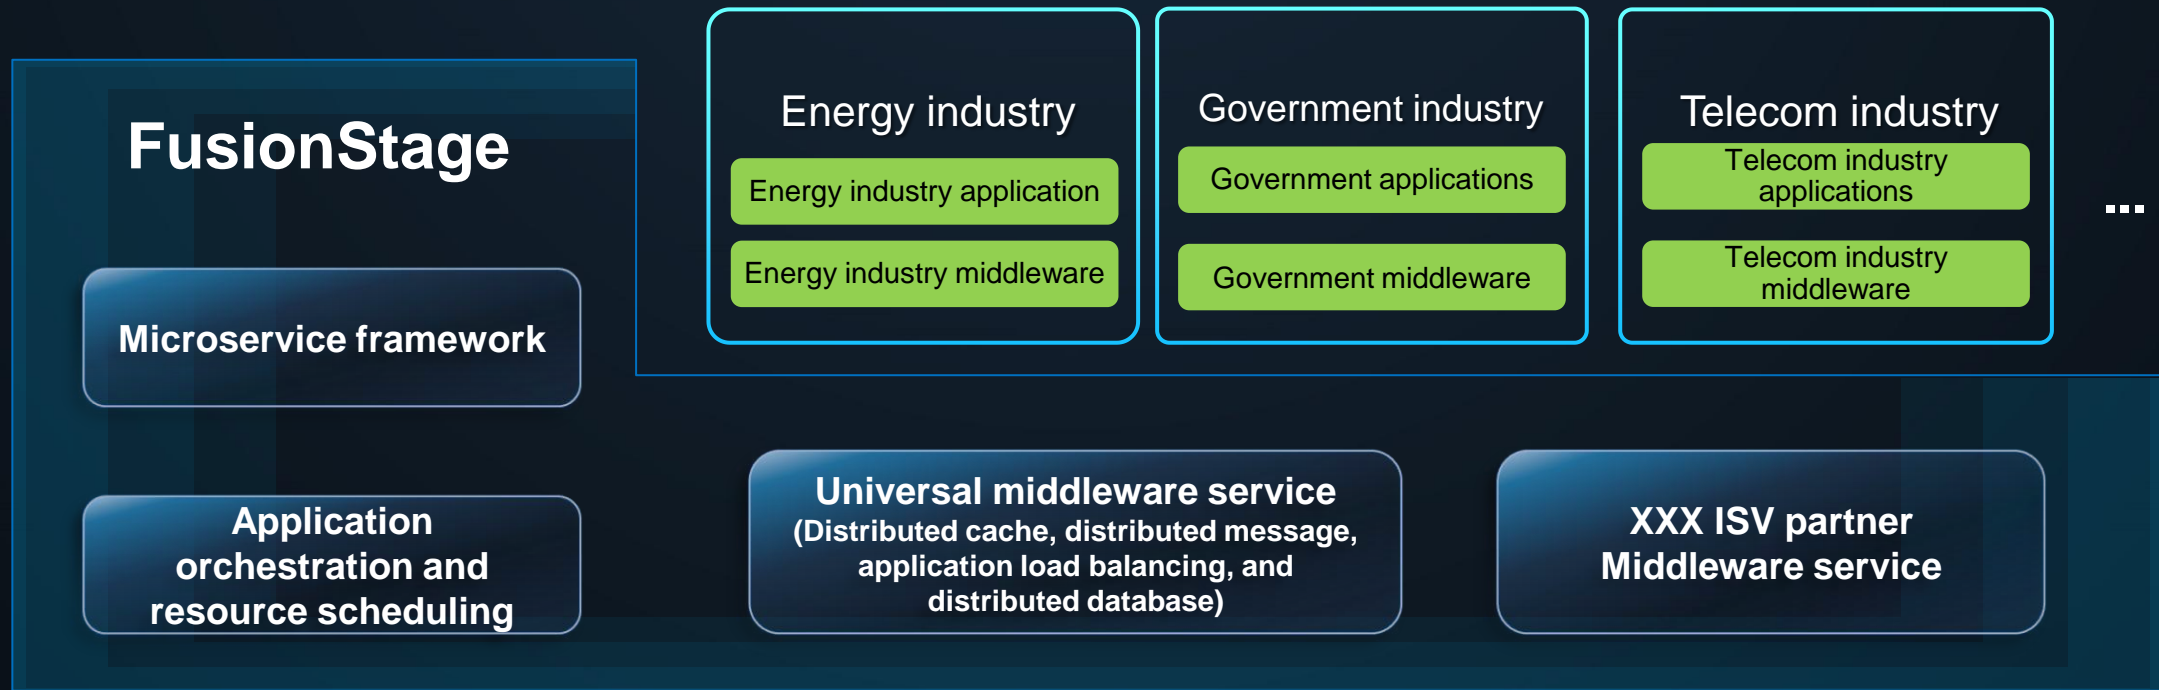 FusionStage
Microservice framework
Application
orchestration and
resource scheduling
Energy industry
Energy industry application
Energy industry middleware
Government industry
Government applications
Government middleware
Telecom industry
Telecom industry
applications
Telecom industry
middleware
...
Universal middleware service
(Distributed cache, distributed message,
application load balancing, and
distributed database)
XXX ISV partner
Middleware service